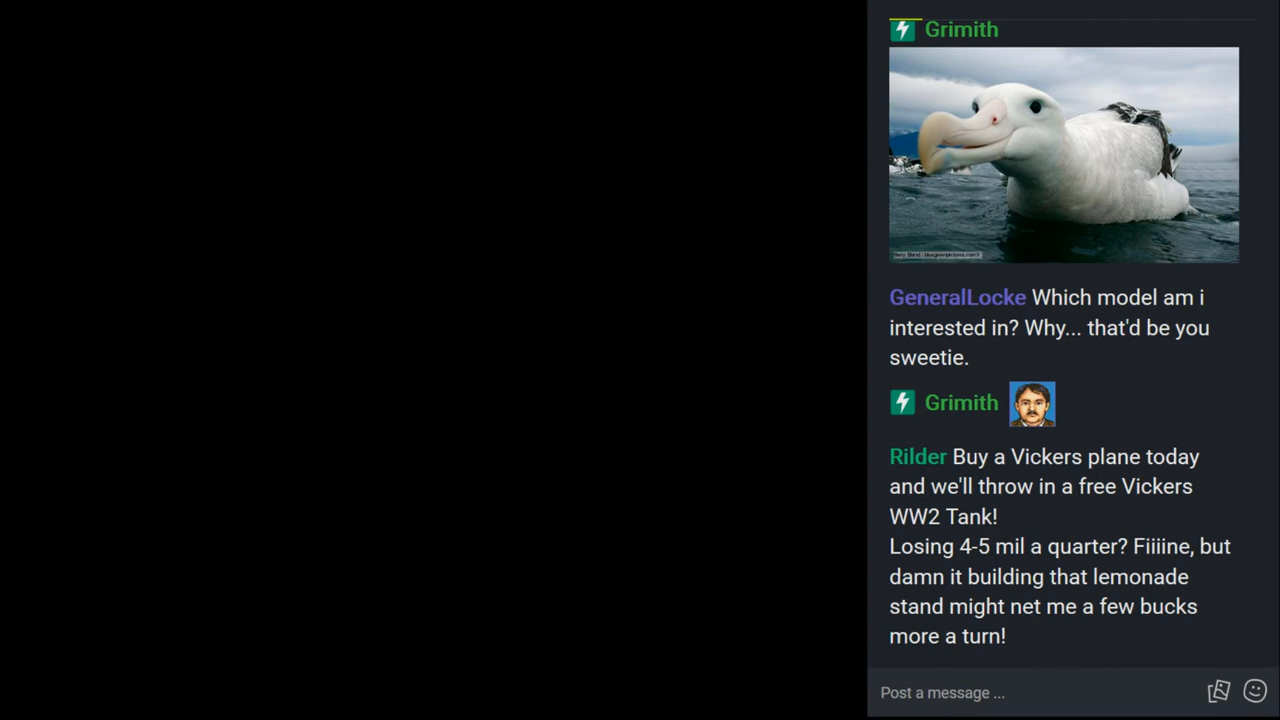 Grimith
GeneralLocke Which model am i
interested in? Why... that'd be you
sweetie.
Grimith
Rilder Buy a Vickers plane today
and we'll throw in a free Vickers
WW2 Tank!
Losing 4-5 mil a quarter? Fiiiine, but
damn it building that lemonade
stand might net me a few bucks
more a turn!
Post a message ...